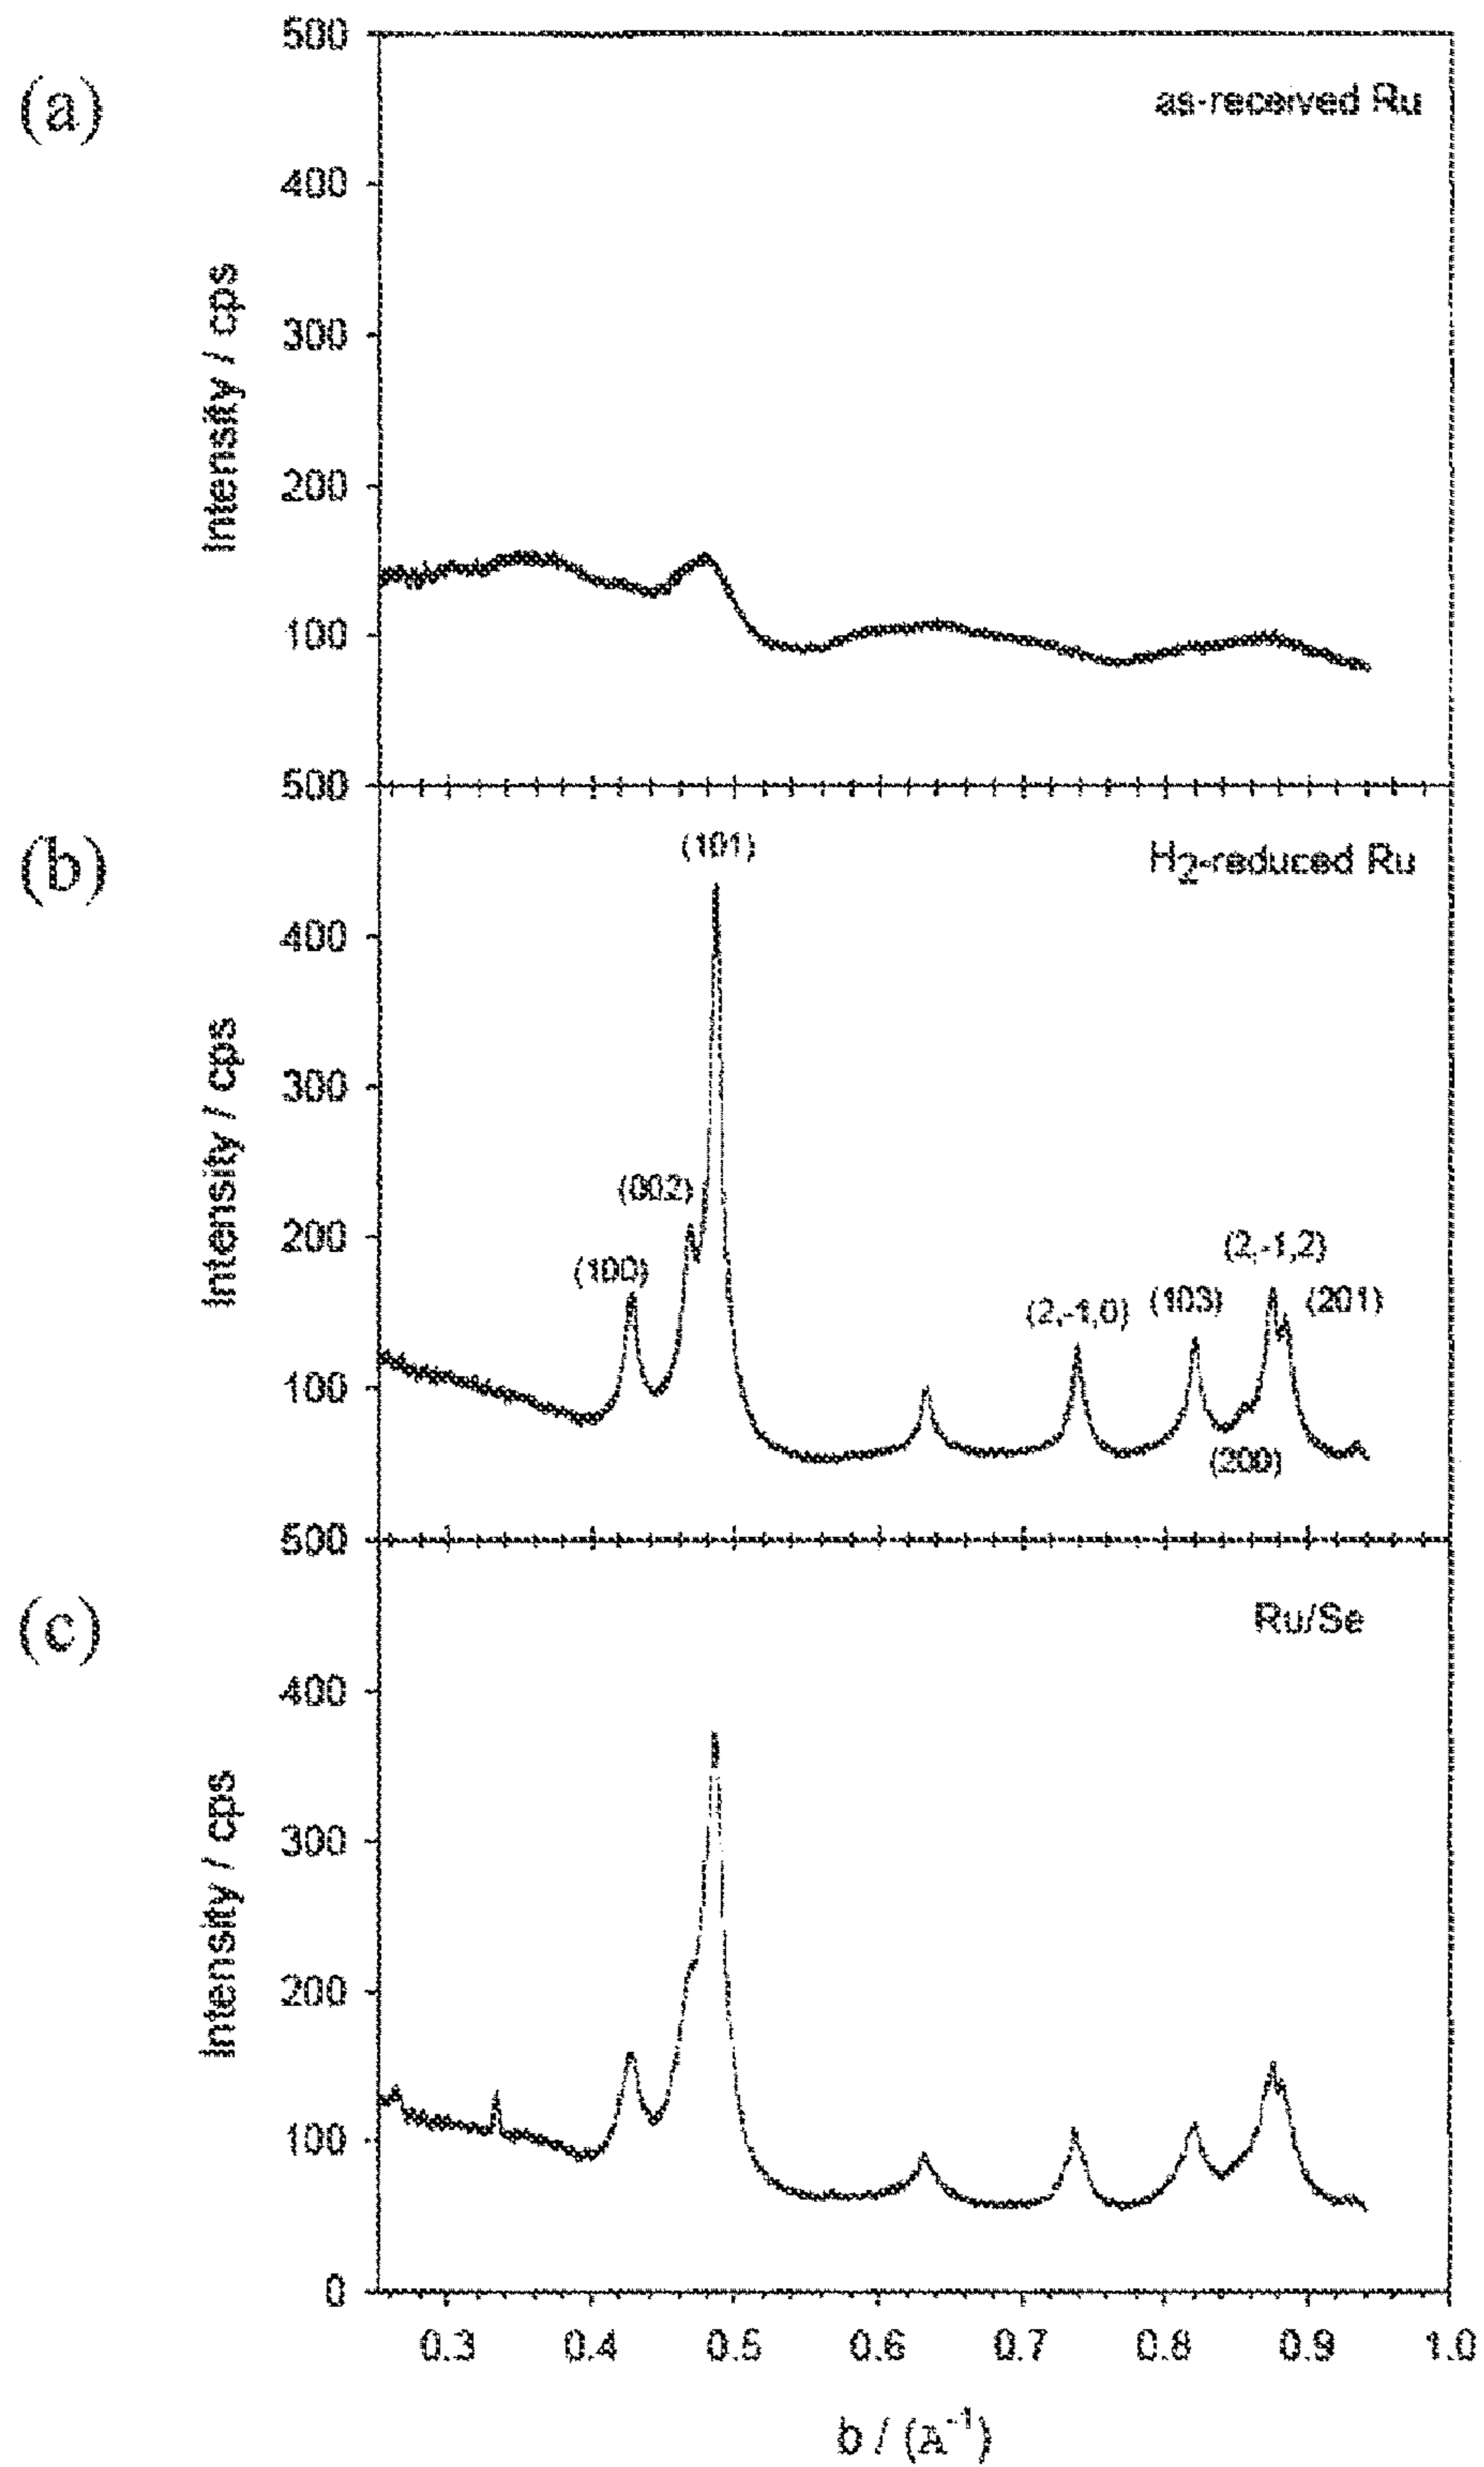 (a)
as-received Ru
500
400
300
200
100
Intensity / cps
(b)
H2-reduced Ru
500
400
300
200
100
Intensity / cps
(101)
(002)
(100)
(2,-1,0)
(103)
(2,-1,2)
(201)
(200)
(c)
Ru/Se
500
400
300
200
100
0
Intensity / cps
0.3 0.4 0.5 0.6 0.7 0.8 0.9 1.0
b / (A⁻¹)